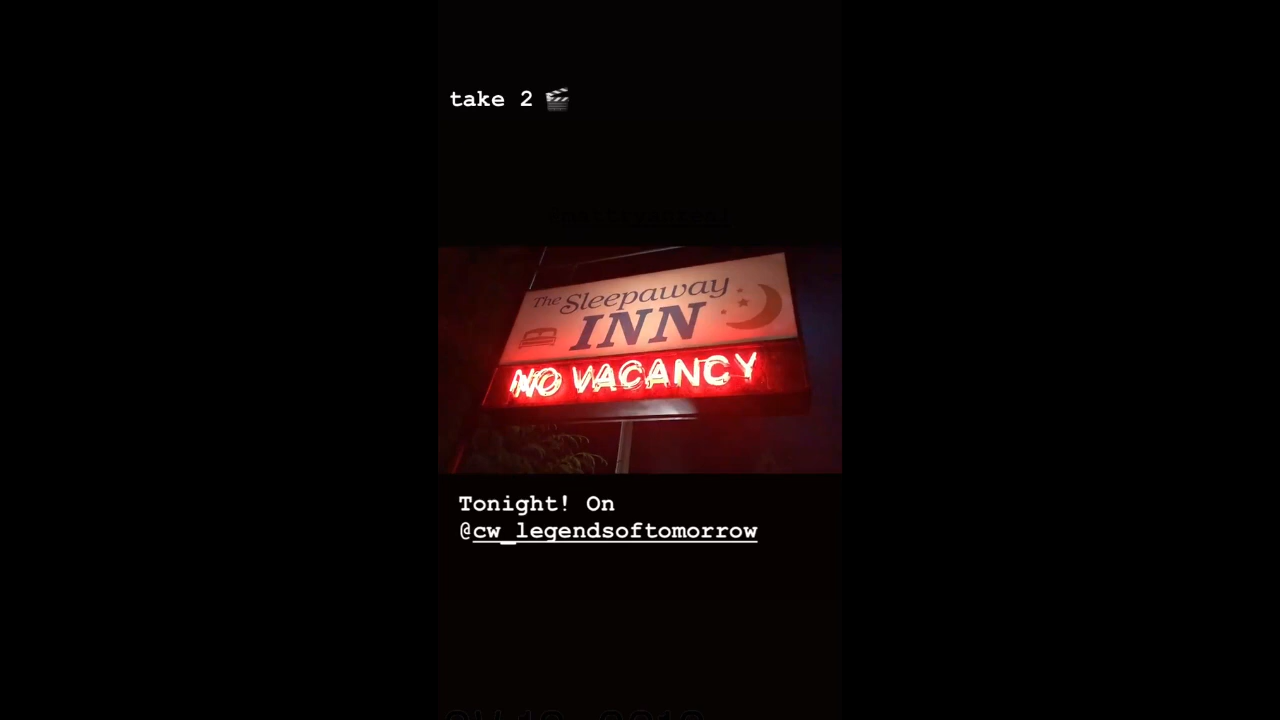 take 2 🎬
The Sleepaway
INN
NO VACANCY
Tonight! On
@cw_legendsoftomorrow